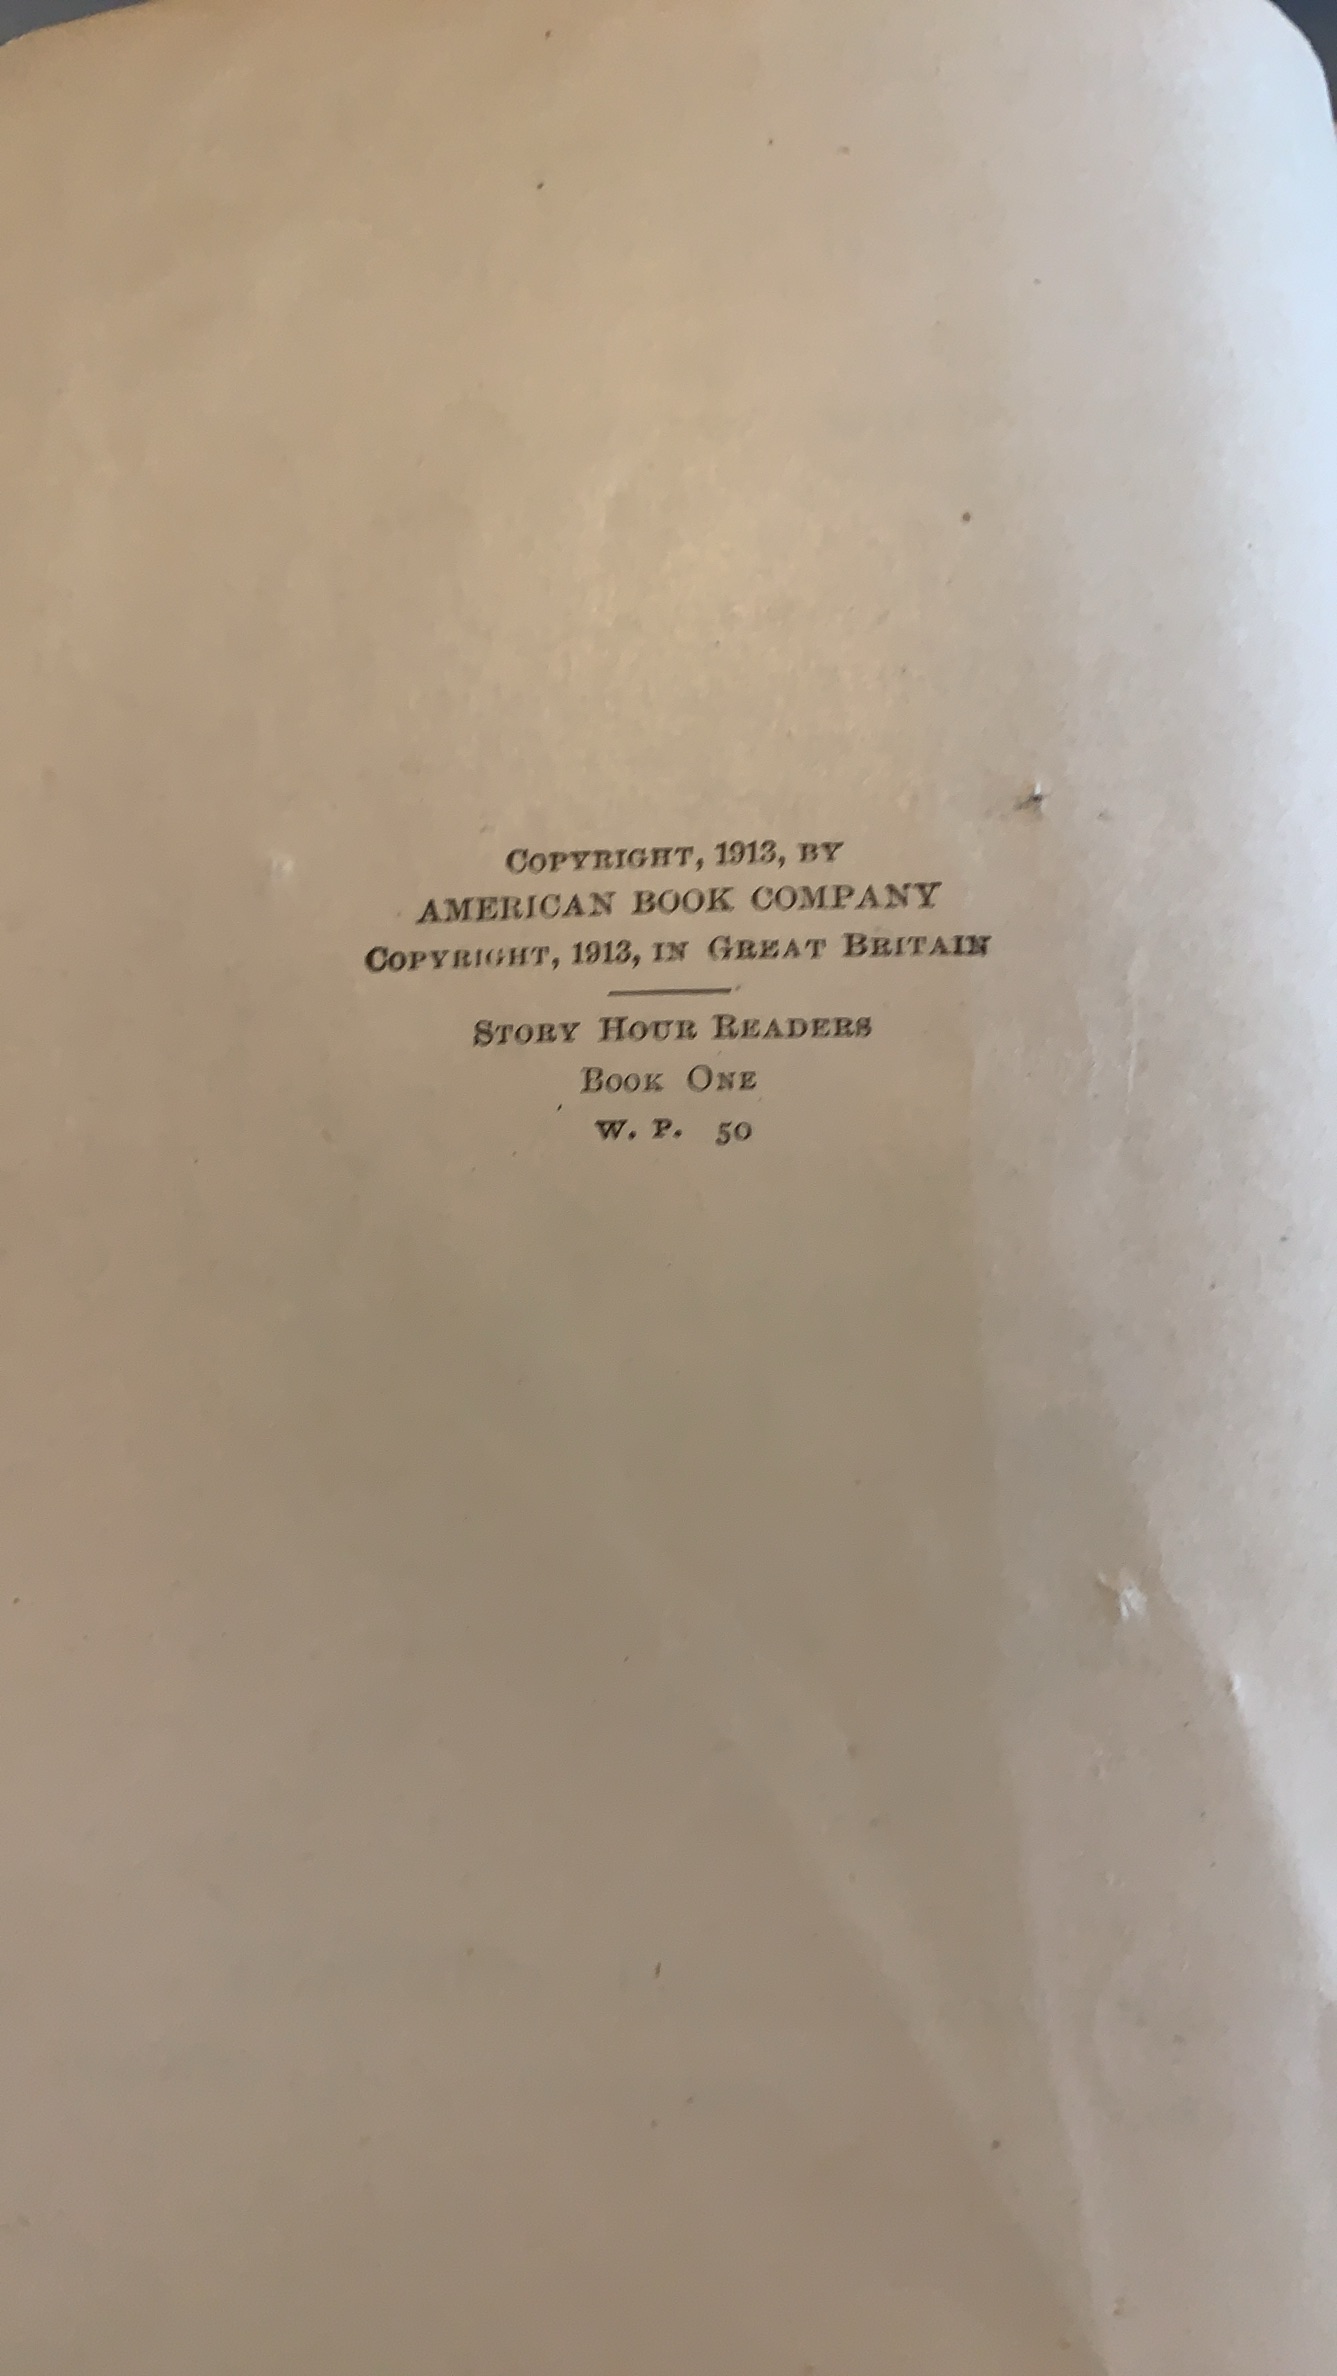 COPYRIGHT, 1913, BY
AMERICAN BOOK COMPANY
COPYRIGHT, 1913, IN GREAT BRITAIN
STORY HOUR READERS
BOOK ONE
W. P. 50